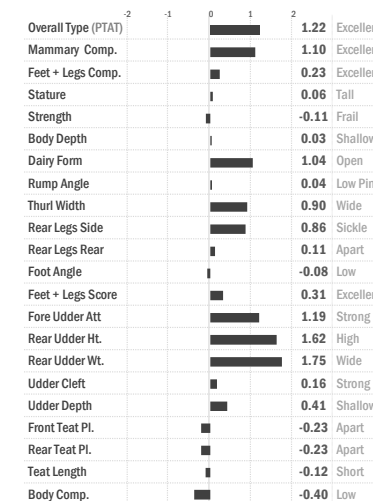 -2 -1 0 1 2
Overall Type (PTAT) 1.22
Mammary Comp. 1.10
Feet + Legs Comp. 0.23
Stature 0.06 Tall
Strength -0.11 Frail
Body Depth 0.03 Shallow
Dairy Form 1.04 Open
Rump Angle 0.04 Low Pin
Thurl Width 0.90 Wide
Rear Legs Side 0.86 Sickle
Rear Legs Rear 0.11 Apart
Foot Angle -0.08 Low
Feet + Legs Score 0.31
Fore Udder Att 1.19 Strong
Rear Udder Ht. 1.62 High
Rear Udder Wt. 1.75 Wide
Udder Cleft 0.16 Strong
Udder Depth 0.41 Shallow
Front Teat Pl. -0.23 Apart
Rear Teat Pl. -0.23 Apart
Teat Length -0.12 Short
Body Comp. -0.40 Low